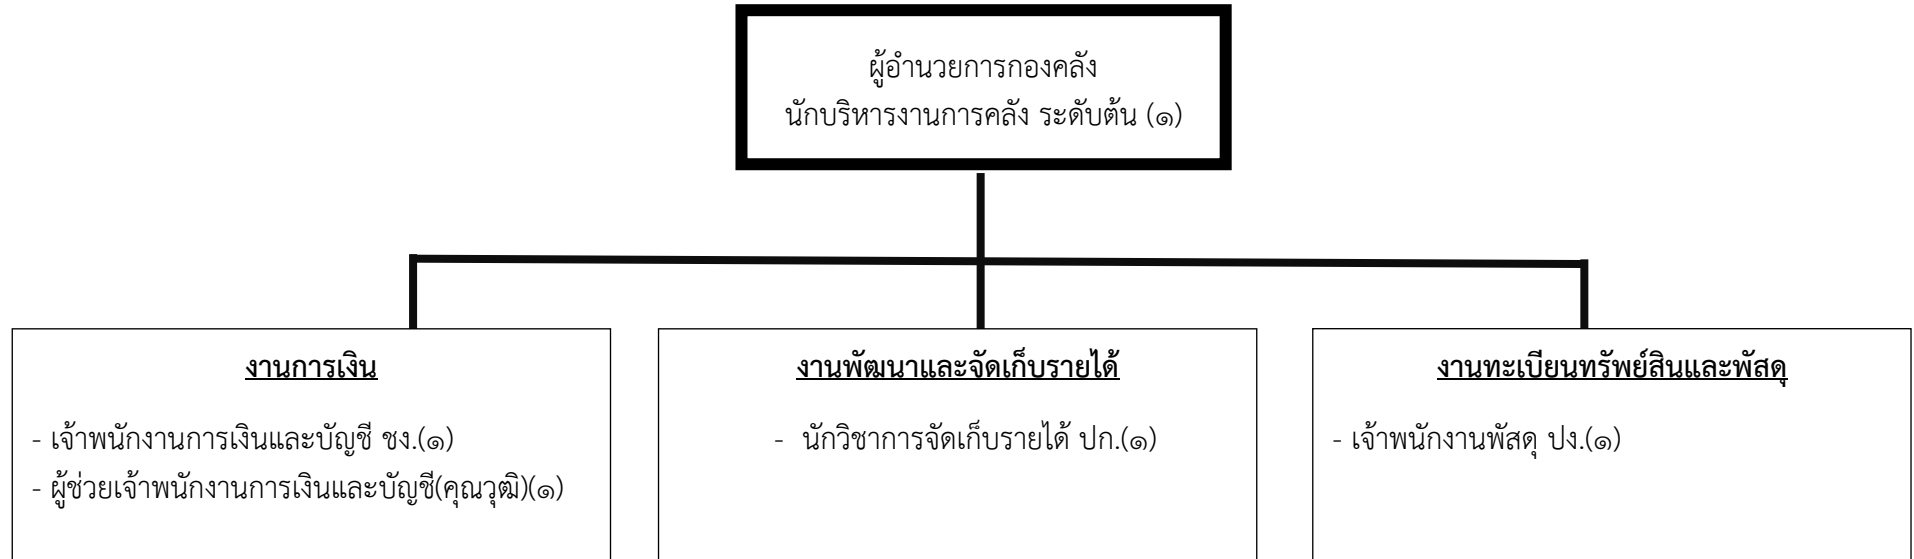 ผู้อำนวยการกองคลัง
นักบริหารงานการคลัง ระดับต้น (๑)
งานการเงิน
- เจ้าพนักงานการเงินและบัญชี ชง.(๑)
- ผู้ช่วยเจ้าพนักงานการเงินและบัญชี(คุณวุฒิ)(๑)
งานพัฒนาและจัดเก็บรายได้
- นักวิชาการจัดเก็บรายได้ ปก.(๑)
งานทะเบียนทรัพย์สินและพัสดุ
- เจ้าพนักงานพัสดุ ปง.(๑)